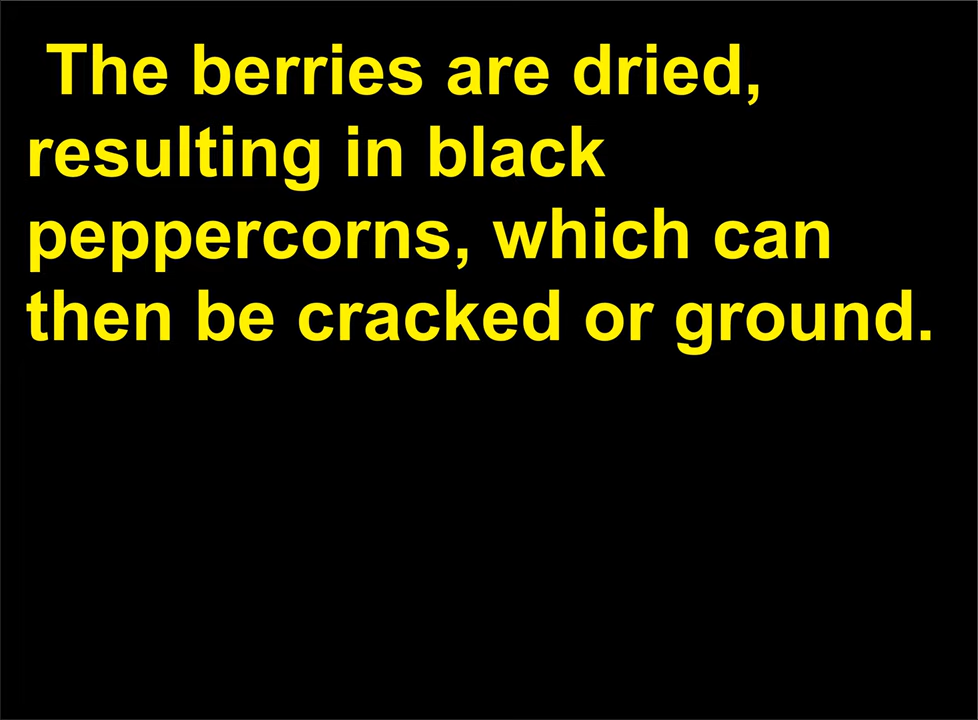 The berries are dried,
resulting in black
peppercorns, which can
then be cracked or ground.